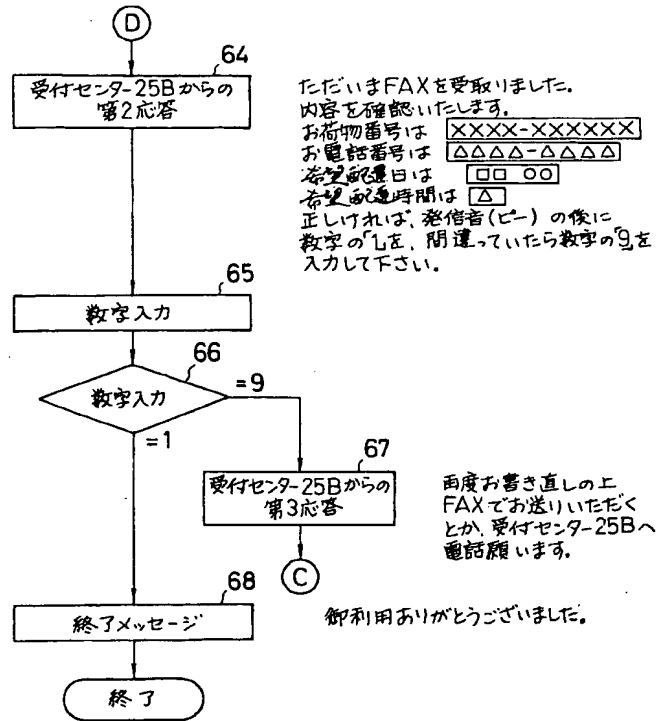 D
64
受付センター25Bからの
第2応答
ただいまFAXを受取りました。
内容を確認いたします。
お荷物番号は XXXX-XXXXXX
お電話番号は △△△△-△△△△
希望配達日は □□ ○○
希望配達時間は △
正しければ、発信音(ピー)の後に
数字の「1」を、間違っていたら数字の「9」を
入力して下さい。
65
数字入力
66
数字入力
=9
=1
67
受付センター25Bからの
第3応答
再度お書き直しの上
FAXでお送りいただく
とか、受付センター25Bへ
電話願います。
C
68
終了メッセージ
御利用ありがとうございました。
終了